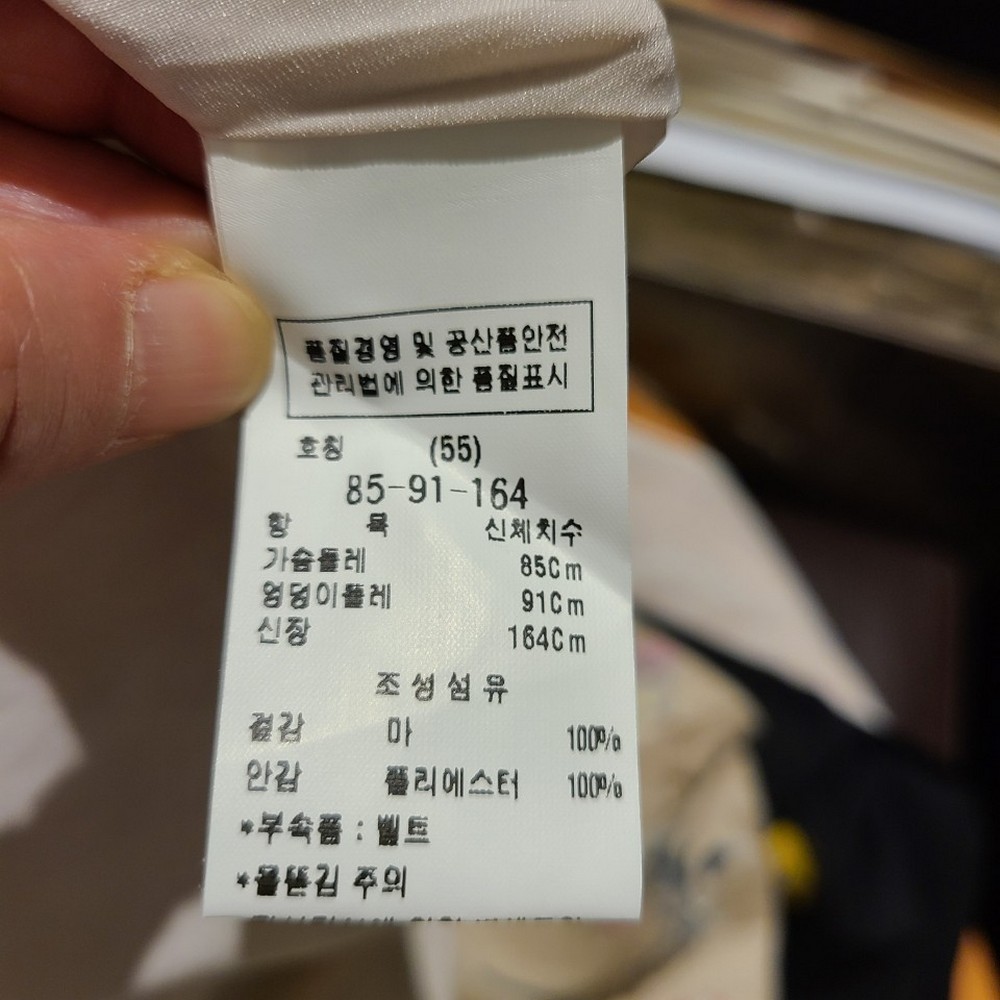 품질경영 및 공산품안전
관리법에 의한 품질표시
호칭 (55)
85-91-164
항 목 신체치수
가슴둘레 85Cm
엉덩이둘레 91Cm
신장 164Cm
조성섬유
겉감 마 100%
안감 폴리에스터 100%
*부속품 : 벨트
*올뜯김 주의